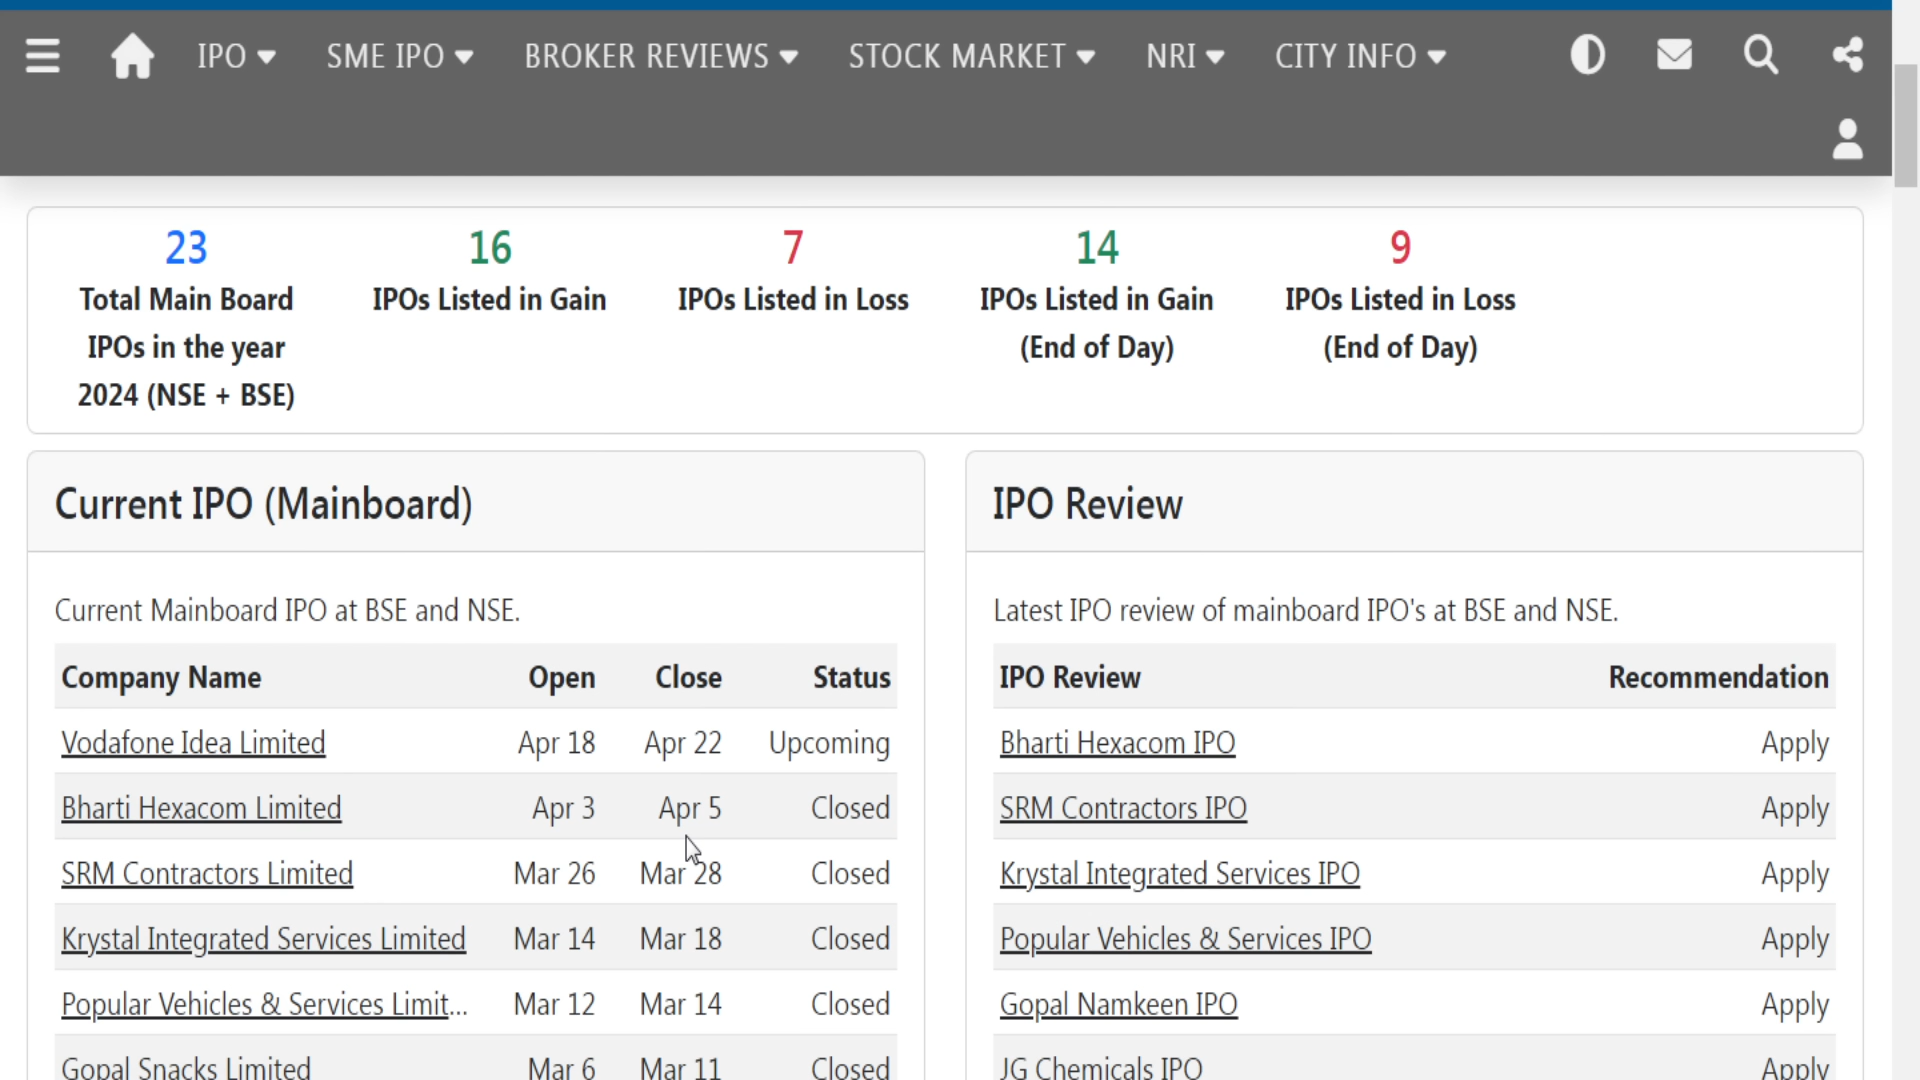 IPO SME IPO BROKER REVIEWS STOCK MARKET NRI CITY INFO
23 16 7 14 9
Total Main Board IPOs Listed in Gain IPOs Listed in Loss IPOs Listed in Gain IPOs Listed in Loss
IPOs in the year (End of Day) (End of Day)
2024 (NSE + BSE)
Current IPO (Mainboard)
Current Mainboard IPO at BSE and NSE.
Company Name Open Close Status
Vodafone Idea Limited Apr 18 Apr 22 Upcoming
Bharti Hexacom Limited Apr 3 Apr 5 Closed
SRM Contractors Limited Mar 26 Mar 28 Closed
Krystal Integrated Services Limited Mar 14 Mar 18 Closed
Popular Vehicles & Services Limit... Mar 12 Mar 14 Closed
Gopal Snacks Limited Mar 6 Mar 11 Closed
IPO Review
Latest IPO review of mainboard IPO's at BSE and NSE.
IPO Review Recommendation
Bharti Hexacom IPO Apply
SRM Contractors IPO Apply
Krystal Integrated Services IPO Apply
Popular Vehicles & Services IPO Apply
Gopal Namkeen IPO Apply
JG Chemicals IPO Apply